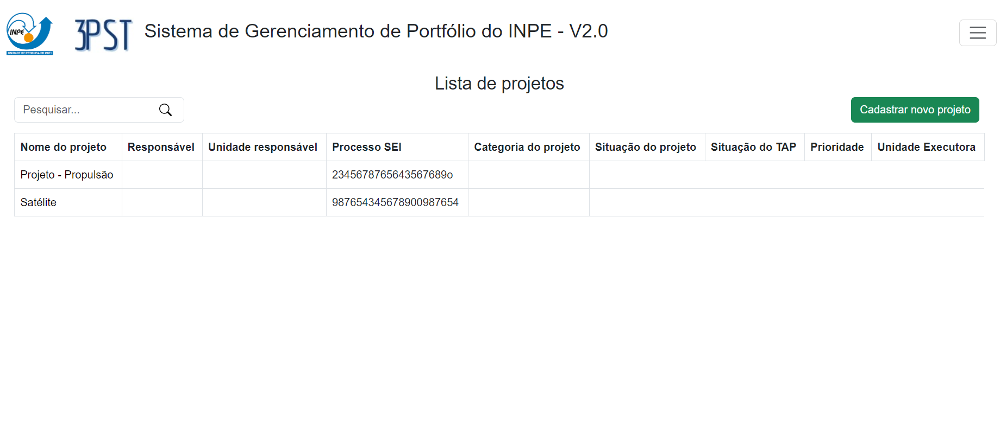 INPE
UNIDADE DE PESQUISA DO MCTI
3PST
Sistema de Gerenciamento de Portfólio do INPE - V2.0
Lista de projetos
Pesquisar...
Cadastrar novo projeto
Nome do projeto Responsável Unidade responsável Processo SEI Categoria do projeto Situação do projeto Situação do TAP Prioridade Unidade Executora
Projeto - Propulsão 2345678765643567689o
Satélite 987654345678900987654